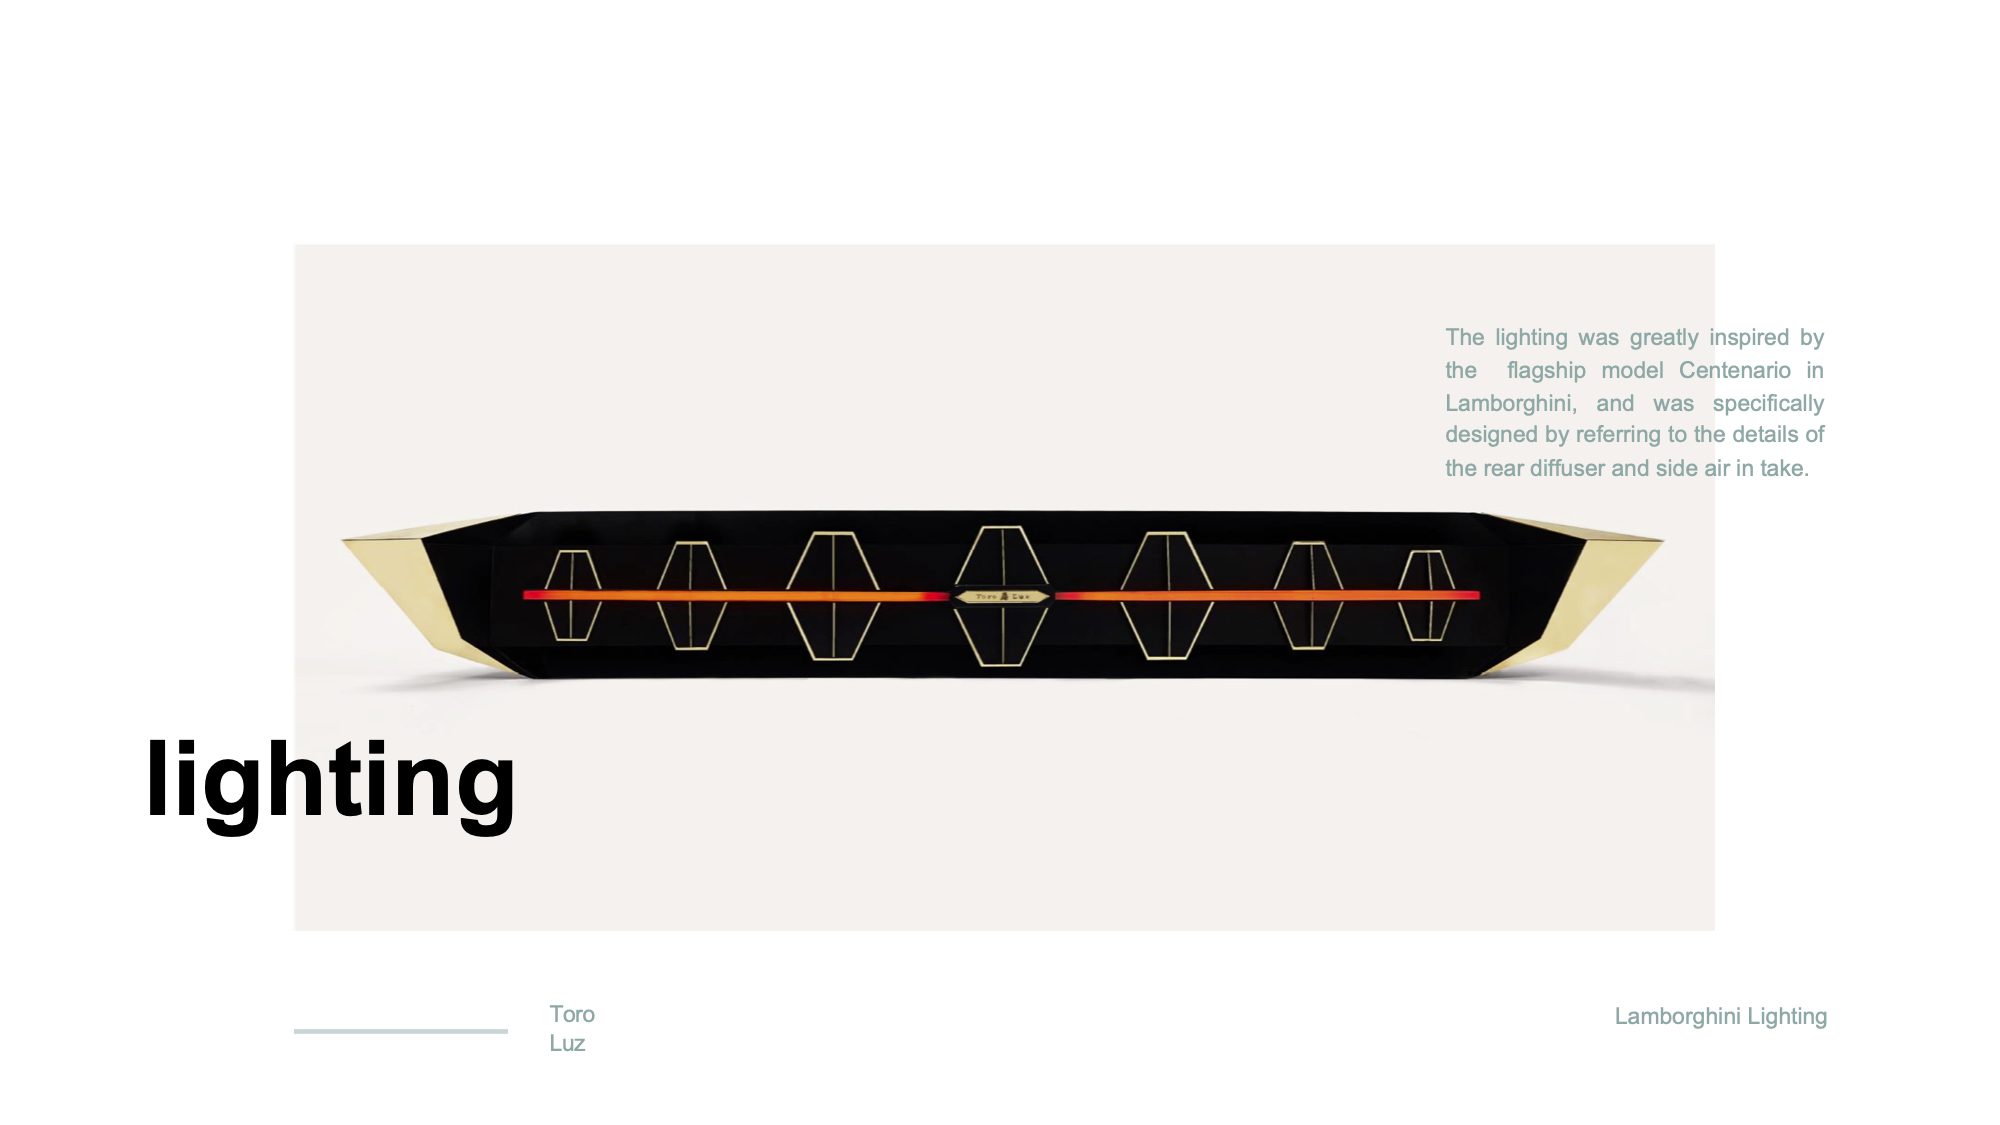 The lighting was greatly inspired by
the flagship model Centenario in
Lamborghini, and was specifically
designed by referring to the details of
the rear diffuser and side air in take.
Toro Luz
lighting
Toro
Luz
Lamborghini Lighting